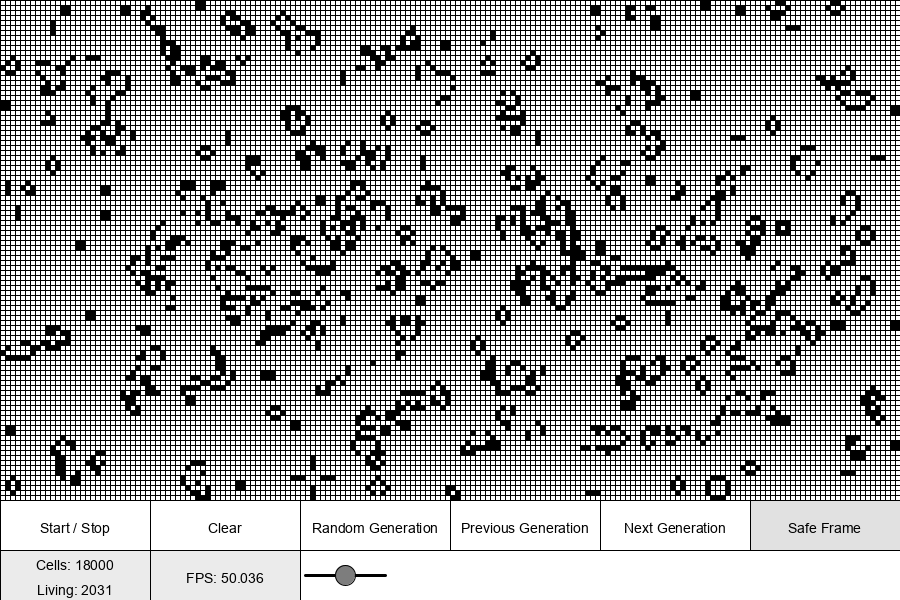 Start / Stop
Clear
Random Generation
Previous Generation
Next Generation
Safe Frame
Cells: 18000
Living: 2031
FPS: 50.036